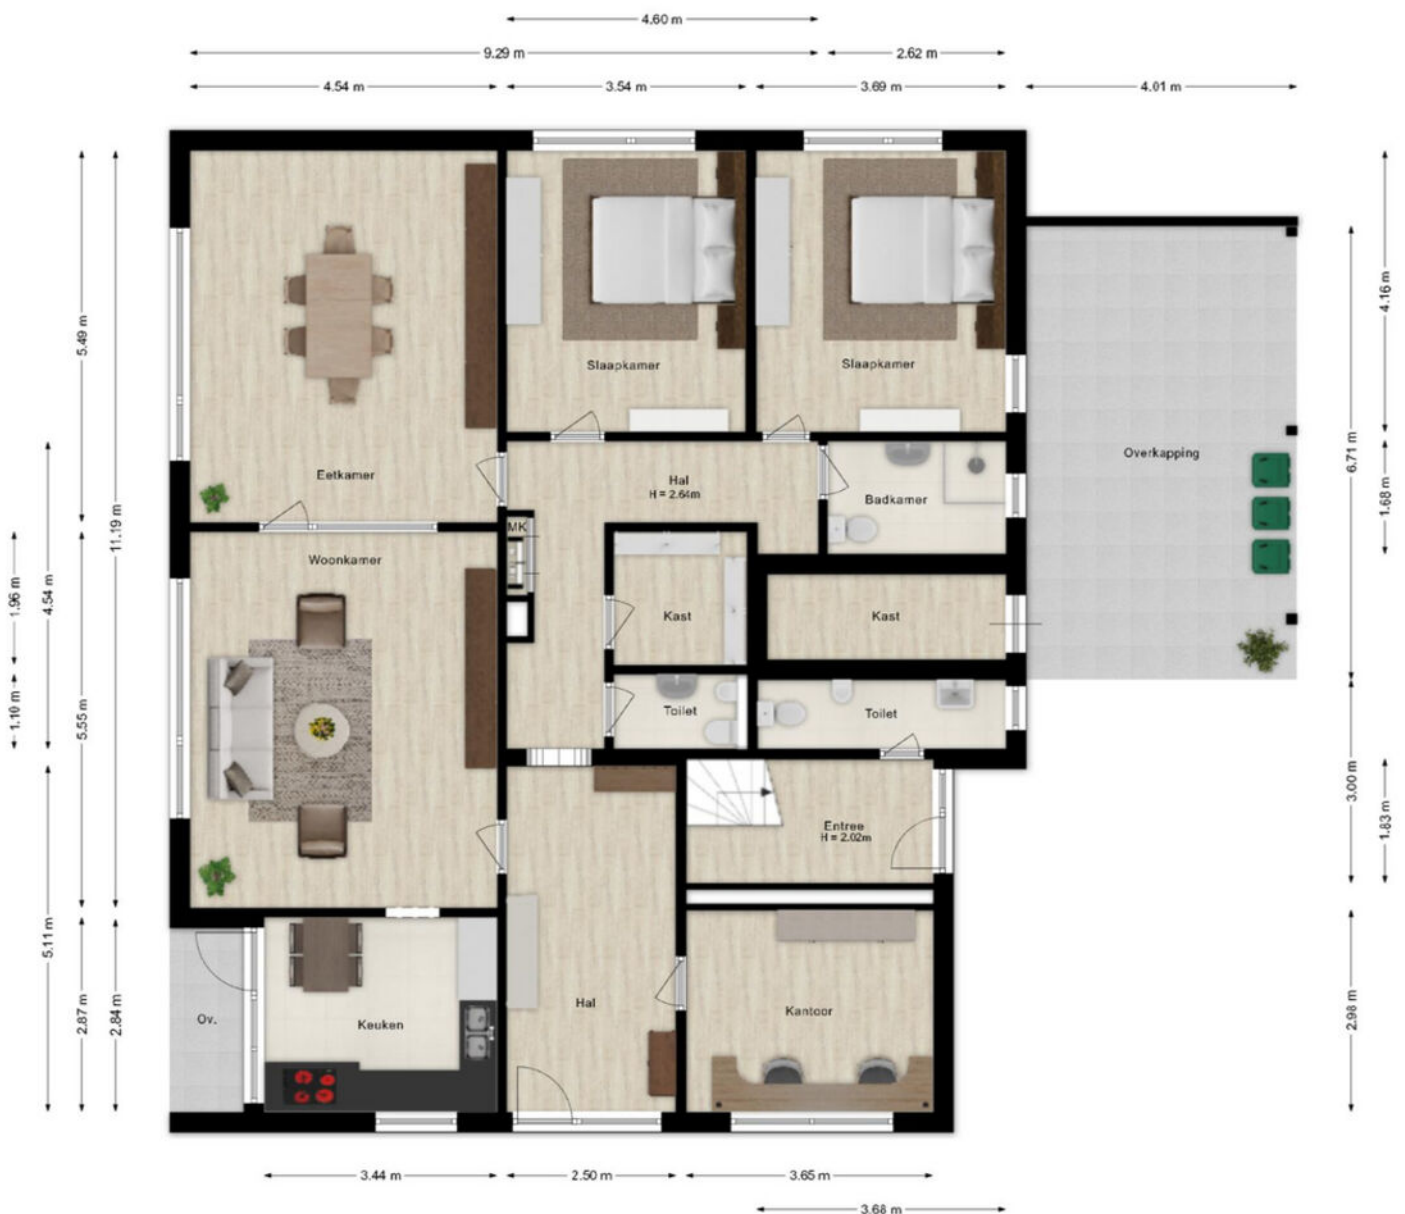 4.60 m
9.29 m
2.62 m
4.54 m
3.54 m
3.69 m
4.01 m
5.49 m
11.19 m
4.16 m
Slaapkamer
Slaapkamer
Overkapping
6.71 m
Eetkamer
Hal
H = 2.64m
Badkamer
1.68 m
MK
Woonkamer
1.96 m
4.54 m
Kast
Kast
1.10 m
5.55 m
Toilet
Toilet
3.00 m
1.83 m
Entree
H = 2.02m
5.11 m
2.87 m
2.84 m
Ov.
Keuken
Hal
Kantoor
2.98 m
3.44 m
2.50 m
3.65 m
3.68 m